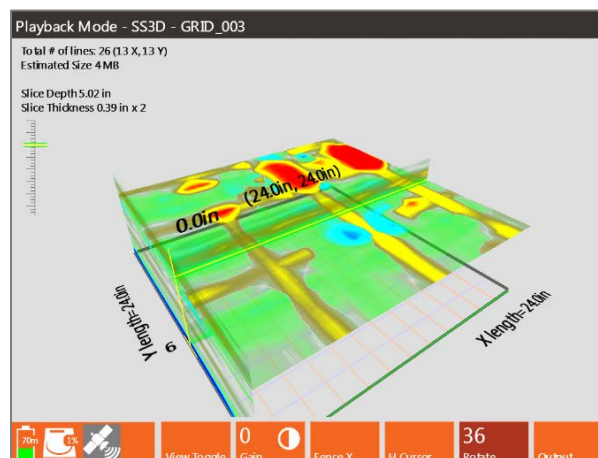 Playback Mode - SS3D - GRID_003
Total # of lines: 26 (13 X, 13 Y)
Estimated Size 4 MB
Slice Depth 5.02 in
Slice Thickness 0.39 in x 2
0.0in
(24.0in, 24.0in)
Y length=24.0in
9
X length=24.0in
70m
1%
View Toggle
0
Gain
Fence X
H Cursor
36
Rotate
Output